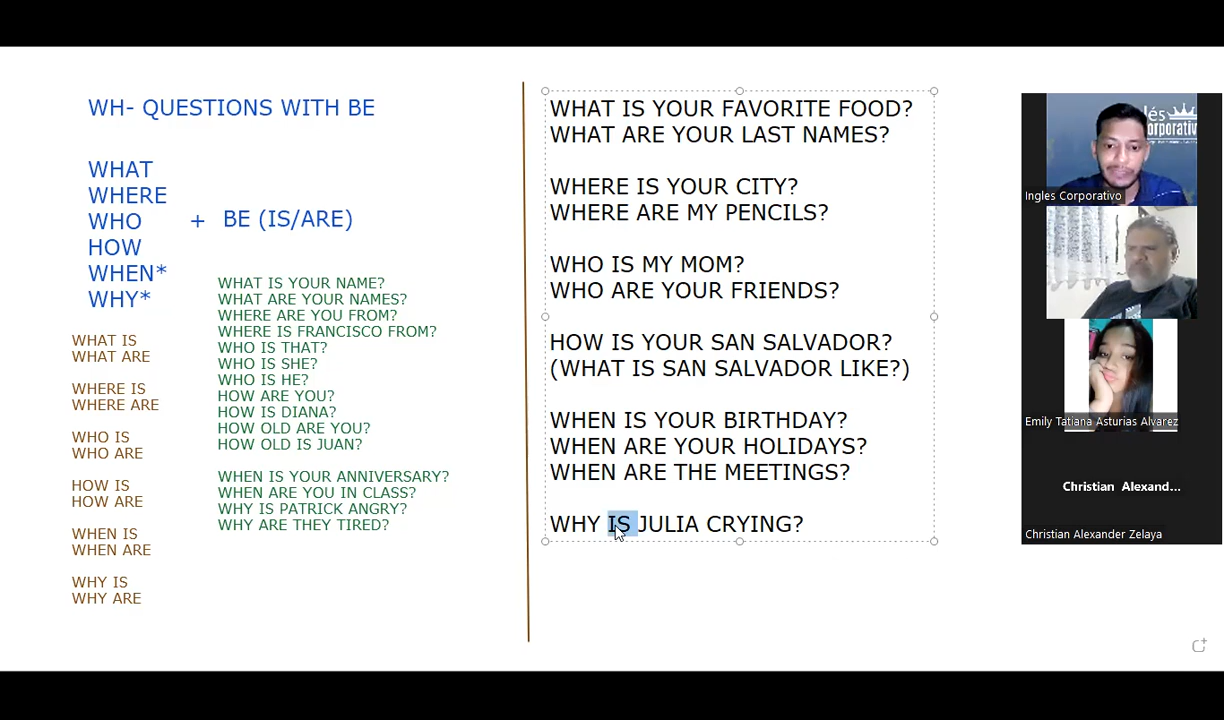 WH- QUESTIONS WITH BE
WHAT
WHERE
WHO
HOW
WHEN*
WHY*
+ BE (IS/ARE)
WHAT IS
WHAT ARE
WHERE IS
WHERE ARE
WHO IS
WHO ARE
HOW IS
HOW ARE
WHEN IS
WHEN ARE
WHY IS
WHY ARE
WHAT IS YOUR NAME?
WHAT ARE YOUR NAMES?
WHERE ARE YOU FROM?
WHERE IS FRANCISCO FROM?
WHO IS THAT?
WHO IS SHE?
WHO IS HE?
HOW ARE YOU?
HOW IS DIANA?
HOW OLD ARE YOU?
HOW OLD IS JUAN?
WHEN IS YOUR ANNIVERSARY?
WHEN ARE YOU IN CLASS?
WHY IS PATRICK ANGRY?
WHY ARE THEY TIRED?
WHAT IS YOUR FAVORITE FOOD?
WHAT ARE YOUR LAST NAMES?
WHERE IS YOUR CITY?
WHERE ARE MY PENCILS?
WHO IS MY MOM?
WHO ARE YOUR FRIENDS?
HOW IS YOUR SAN SALVADOR?
(WHAT IS SAN SALVADOR LIKE?)
WHEN IS YOUR BIRTHDAY?
WHEN ARE YOUR HOLIDAYS?
WHEN ARE THE MEETINGS?
WHY IS JULIA CRYING?
Ingles Corporativo
Emily Tatiana Asturias Alvarez
Christian Alexand...
Christian Alexander Zelaya